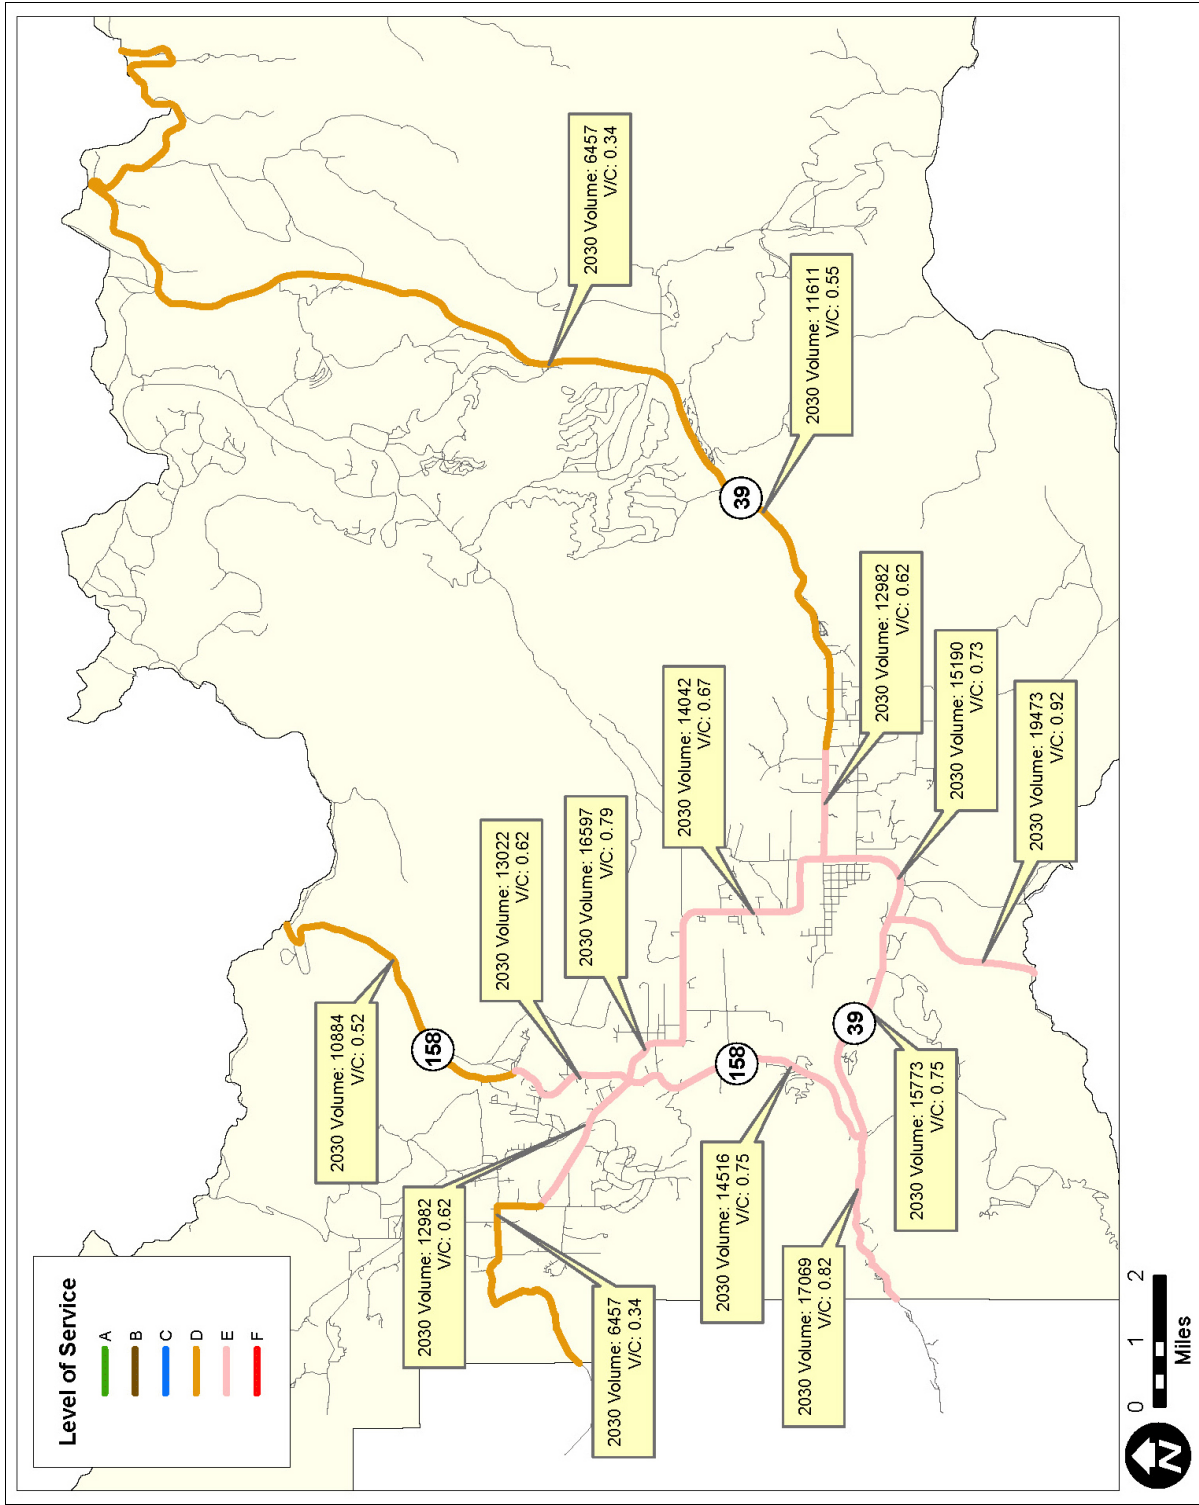 Level of Service
A
B
C
D
E
F
2030 Volume: 10884
V/C: 0.52
158
2030 Volume: 12982
V/C: 0.62
2030 Volume: 13022
V/C: 0.62
2030 Volume: 6457
V/C: 0.34
2030 Volume: 6457
V/C: 0.34
2030 Volume: 16597
V/C: 0.79
2030 Volume: 14042
V/C: 0.67
2030 Volume: 14516
V/C: 0.75
158
39
2030 Volume: 11611
V/C: 0.55
2030 Volume: 17069
V/C: 0.82
39
2030 Volume: 12982
V/C: 0.62
2030 Volume: 15773
V/C: 0.75
2030 Volume: 15190
V/C: 0.73
2030 Volume: 19473
V/C: 0.92
N
0 1 2
Miles